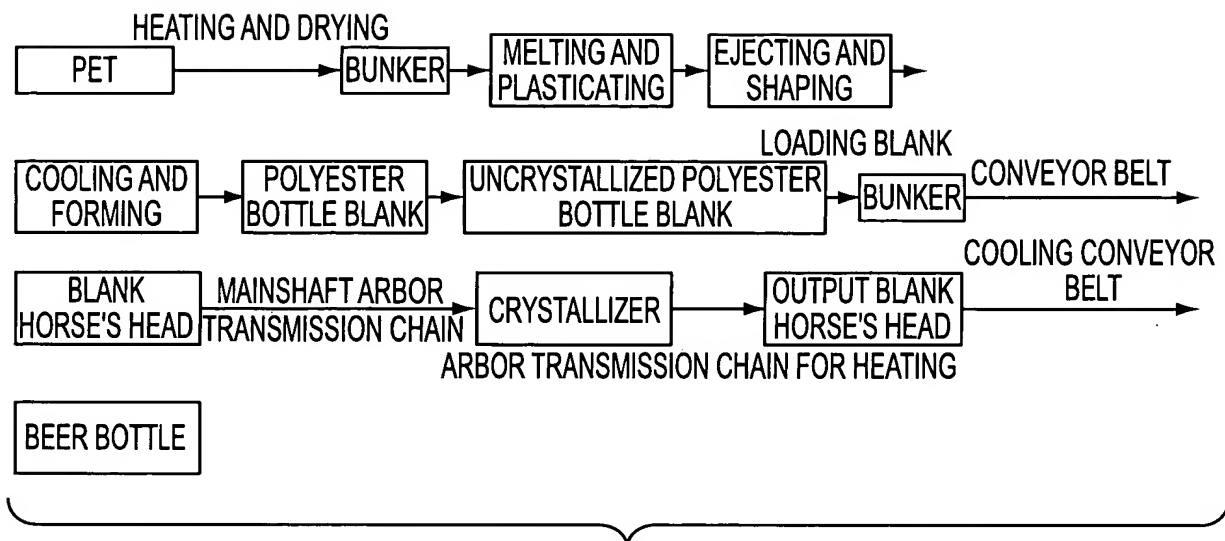 HEATING AND DRYING
PET
BUNKER
MELTING AND
PLASTICATING
EJECTING AND
SHAPING
LOADING BLANK
COOLING AND
FORMING
POLYESTER
BOTTLE BLANK
UNCRYSTALLIZED POLYESTER
BOTTLE BLANK
BUNKER
CONVEYOR BELT
BLANK
HORSE'S HEAD
MAINSHAFT ARBOR
TRANSMISSION CHAIN
CRYSTALLIZER
ARBOR TRANSMISSION CHAIN FOR HEATING
OUTPUT BLANK
HORSE'S HEAD
COOLING CONVEYOR
BELT
BEER BOTTLE